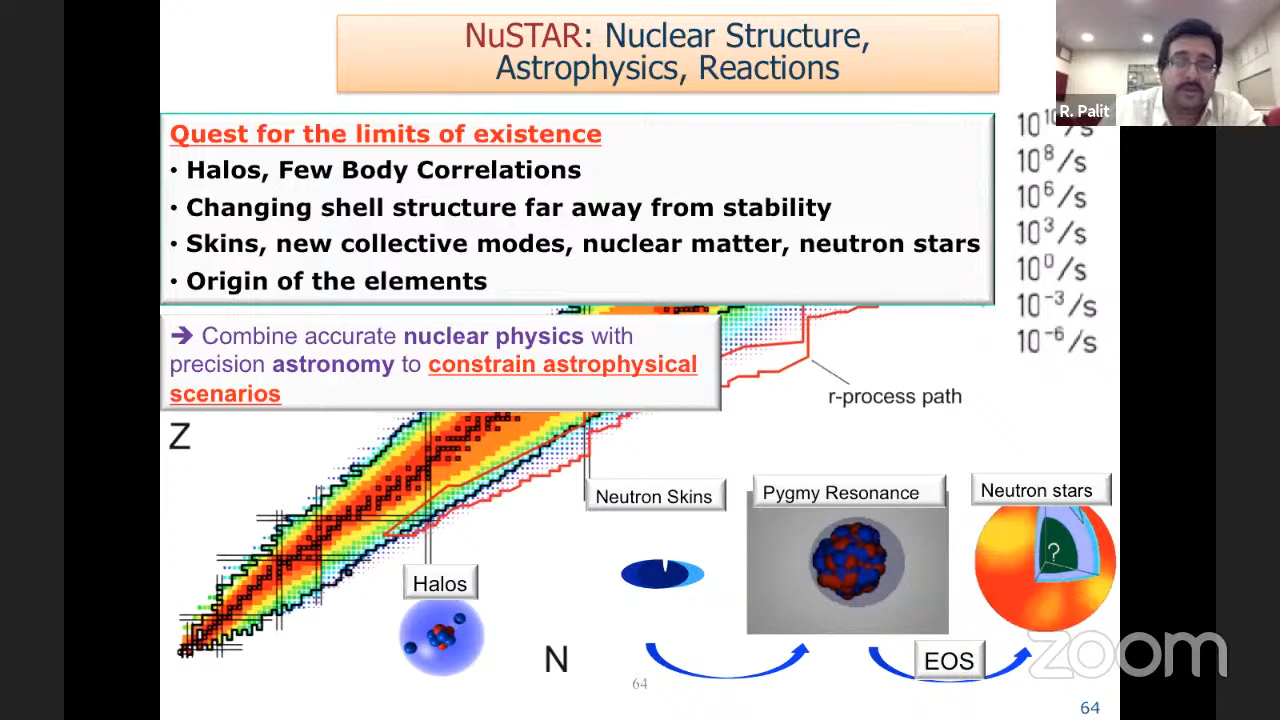 NuSTAR: Nuclear Structure,
Astrophysics, Reactions
R. Palit
Quest for the limits of existence
• Halos, Few Body Correlations
• Changing shell structure far away from stability
• Skins, new collective modes, nuclear matter, neutron stars
• Origin of the elements
10¹⁰/s
10⁸/s
10⁶/s
10³/s
10⁰/s
10⁻³/s
10⁻⁶/s
➔ Combine accurate nuclear physics with
precision astronomy to constrain astrophysical
scenarios
r-process path
Z
Neutron Skins
Pygmy Resonance
Neutron stars
?
Halos
N
EOS
zoom
64
64